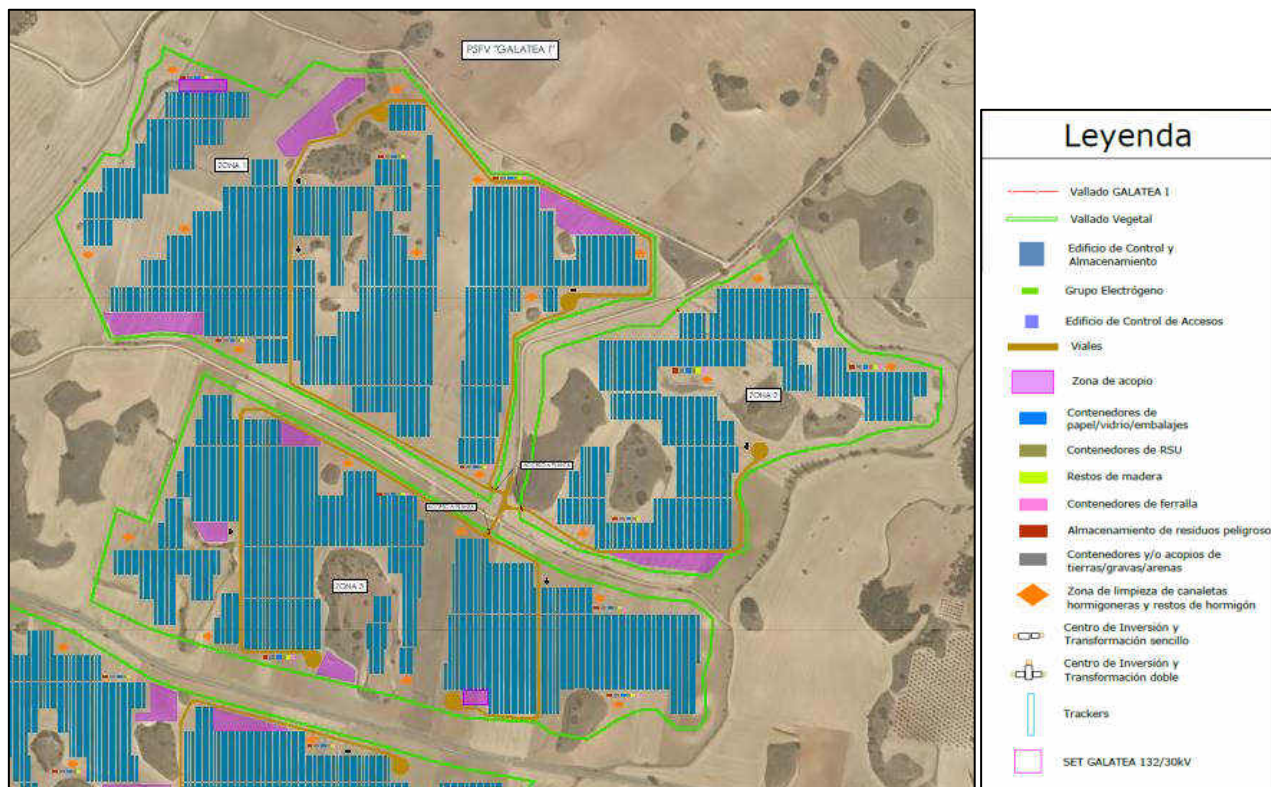 PSFV "GALATEA I"
ZONA 1
ZONA 2
ACCESO A PLANTA
ZONA 3
Leyenda
Vallado GALATEA I
Vallado Vegetal
Edificio de Control y
Almacenamiento
Grupo Electrógeno
Edificio de Control de Accesos
Viales
Zona de acopio
Contenedores de
papel/vidrio/embalajes
Contenedores de RSU
Restos de madera
Contenedores de ferralla
Almacenamiento de residuos peligroso
Contenedores y/o acopios de
tierras/gravas/arenas
Zona de limpieza de canaletas
hormigoneras y restos de hormigón
Centro de Inversión y
Transformación sencillo
Centro de Inversión y
Transformación doble
Trackers
SET GALATEA 132/30kV